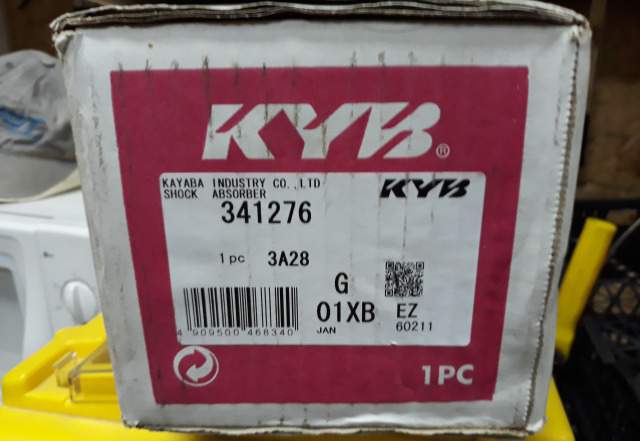 KYB®
KAYABA INDUSTRY CO.,LTD KYB
SHOCK ABSORBER
341276
1pc 3A28
G
01XB EZ
JAN 60211
4 909500 468340
1PC